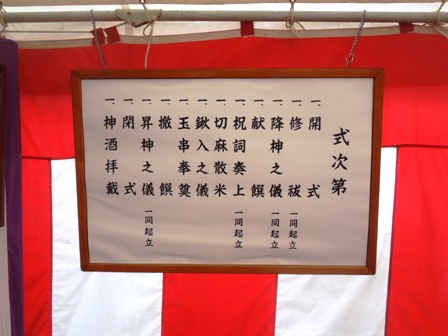 式次第
一、開式
一、修祓 一同起立
一、降神之儀 一同起立
一、献饌
一、祝詞奏上 一同起立
一、切麻散米
一、鍬入之儀
一、玉串奉奠
一、撤饌
一、昇神之儀 一同起立
一、閉式
一、神酒拝戴